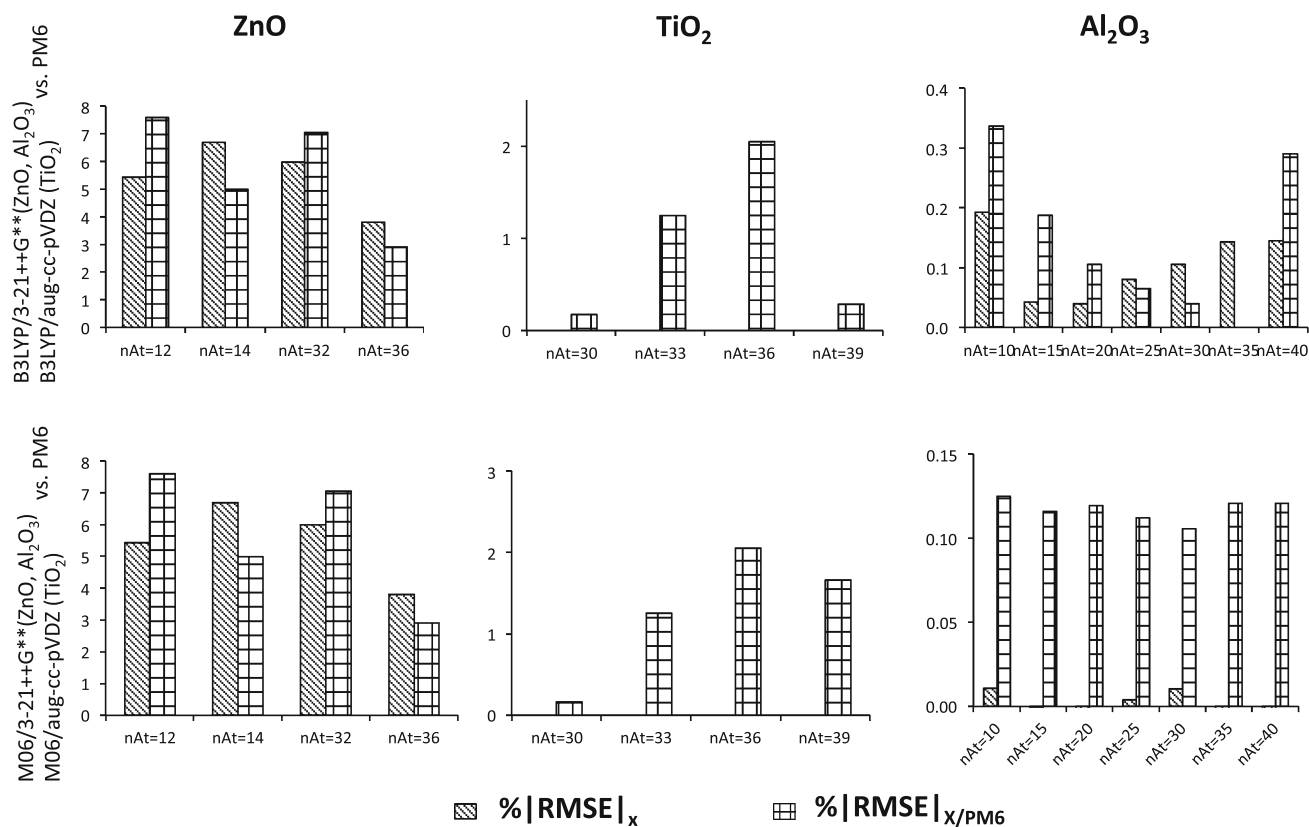 ZnO
TiO₂
Al₂O₃
B3LYP/3-21++G**(ZnO, Al₂O₃) vs. PM6
B3LYP/aug-cc-pVDZ (TiO₂)
8
7
6
5
4
3
2
1
0
nAt=12 nAt=14 nAt=32 nAt=36
2
1
0
nAt=30 nAt=33 nAt=36 nAt=39
0.4
0.3
0.2
0.1
0.0
nAt=10 nAt=15 nAt=20 nAt=25 nAt=30 nAt=35 nAt=40
M06/3-21++G**(ZnO, Al₂O₃) vs. PM6
M06/aug-cc-pVDZ (TiO₂)
8
7
6
5
4
3
2
1
0
nAt=12 nAt=14 nAt=32 nAt=36
3
2
1
0
nAt=30 nAt=33 nAt=36 nAt=39
0.15
0.10
0.05
0.00
nAt=10 nAt=15 nAt=20 nAt=25 nAt=30 nAt=35 nAt=40
%|RMSE|ₓ
%|RMSE|X/PM6